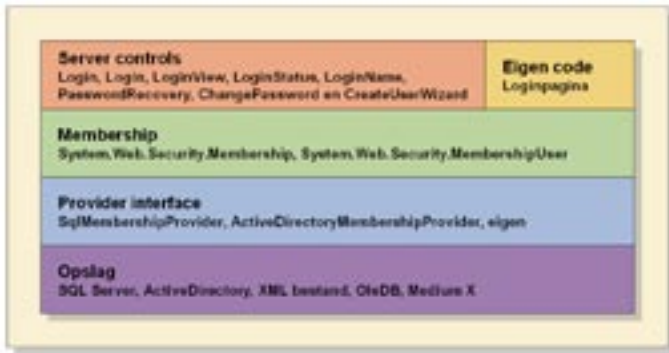 Server controls
Login, Login, LoginView, LoginStatus, LoginName,
PasswordRecovery, ChangePassword en CreateUserWizard
Eigen code
Loginpagina
Membership
System.Web.Security.Membership, System.Web.Security.MembershipUser
Provider interface
SqlMembershipProvider, ActiveDirectoryMembershipProvider, eigen
Opslag
SQL Server, ActiveDirectory, XML bestand, OleDB, Medium X